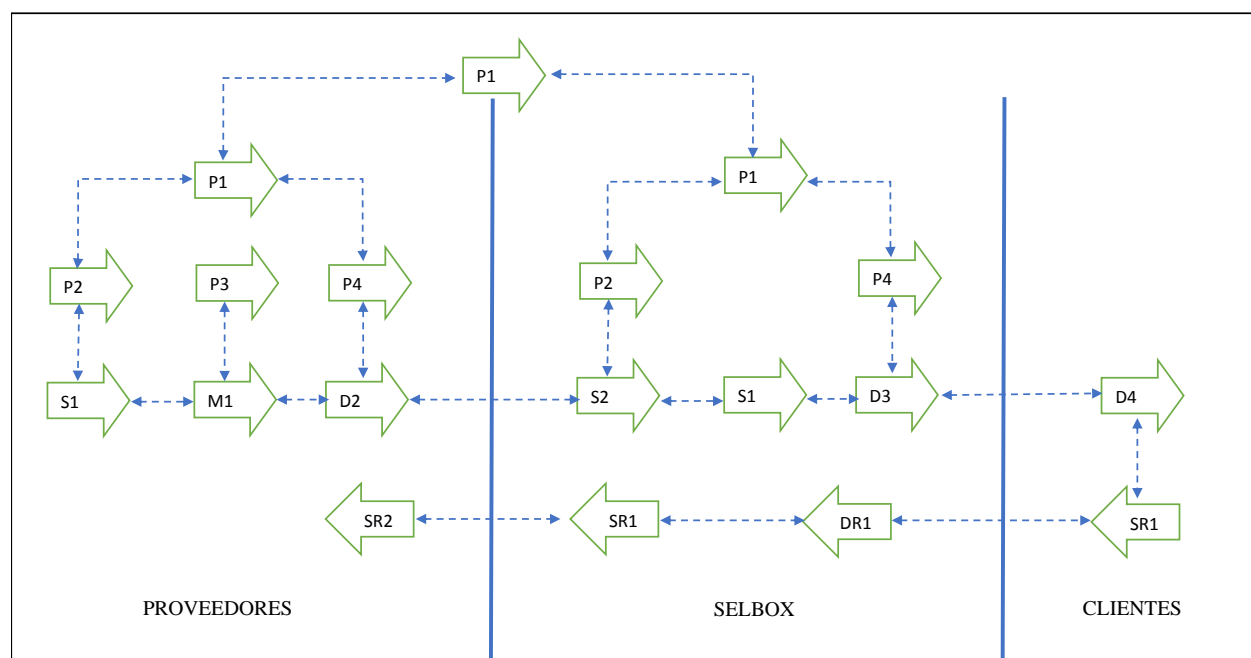 P1
P1
P1
P2
P3
P4
P2
P4
S1
M1
D2
S2
S1
D3
D4
SR2
SR1
DR1
SR1
PROVEEDORES
SELBOX
CLIENTES